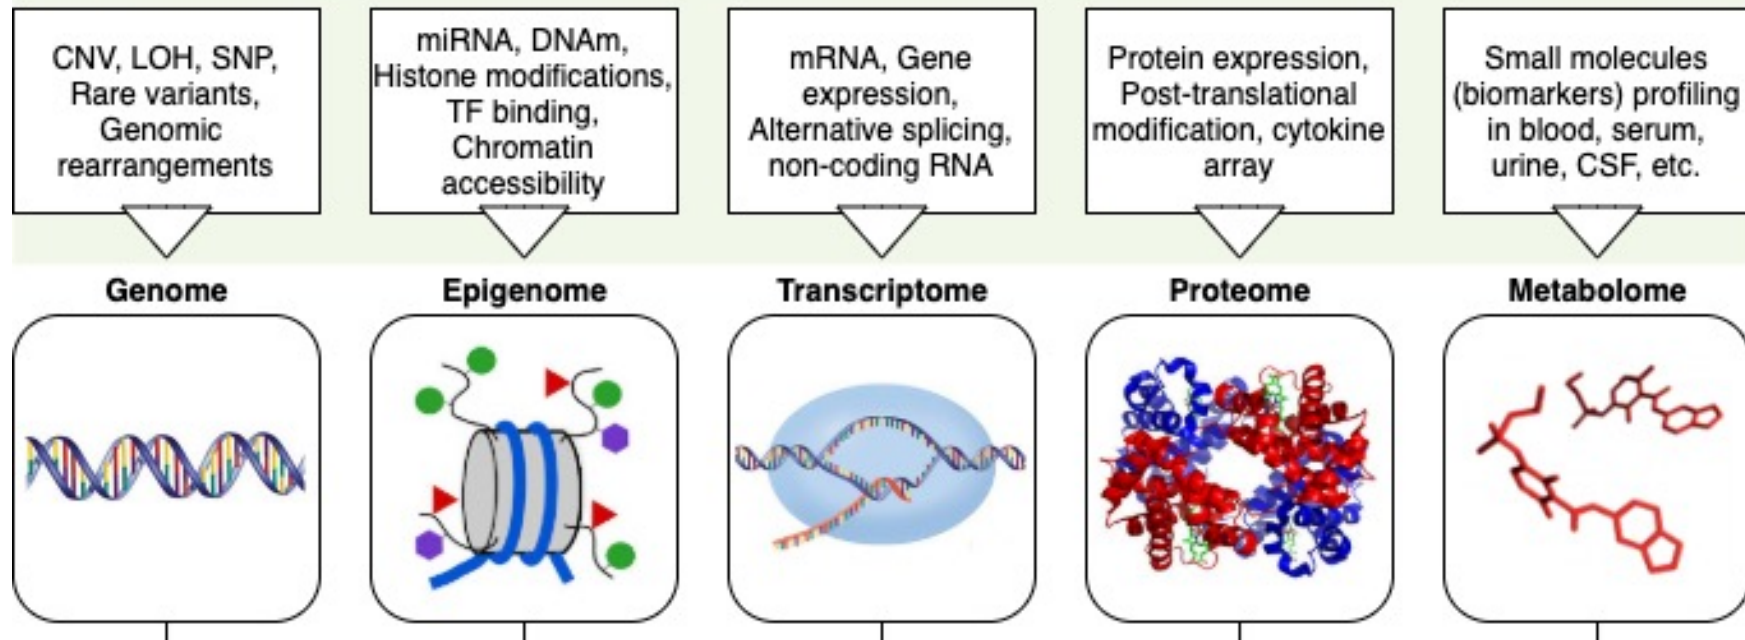 CNV, LOH, SNP,
Rare variants,
Genomic
rearrangements
miRNA, DNAm,
Histone modifications,
TF binding,
Chromatin
accessibility
mRNA, Gene
expression,
Alternative splicing,
non-coding RNA
Protein expression,
Post-translational
modification, cytokine
array
Small molecules
(biomarkers) profiling
in blood, serum,
urine, CSF, etc.
Genome
Epigenome
Transcriptome
Proteome
Metabolome